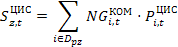 S_{z,t}^{ЦИС} = ∑_{i∈D_{pz}} NG_{i,t}^{КОМ} · P_{i,t}^{ЦИС}